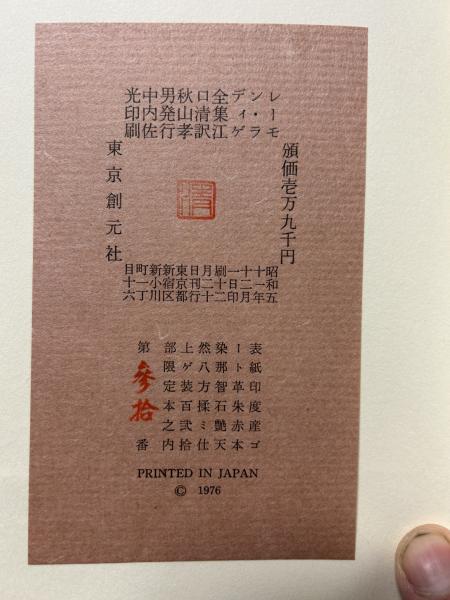 レーモ
ン・ラ
ディゲ
全集江
口清訳
秋山孝
男発行
中内佐
光印刷
頒価壱万九千円
清
東京創元社
昭和五
十一年
十二月
一日印
刷十二
月二十
日刊行
東京都
新宿区
新小川
町一丁
目十六
表紙印度産ゴ
ート革朱赤本
染那智石艶天
然八方揉ミ仕
上ゲ装百弐拾
部限定本之内
第參拾番
PRINTED IN JAPAN
© 1976